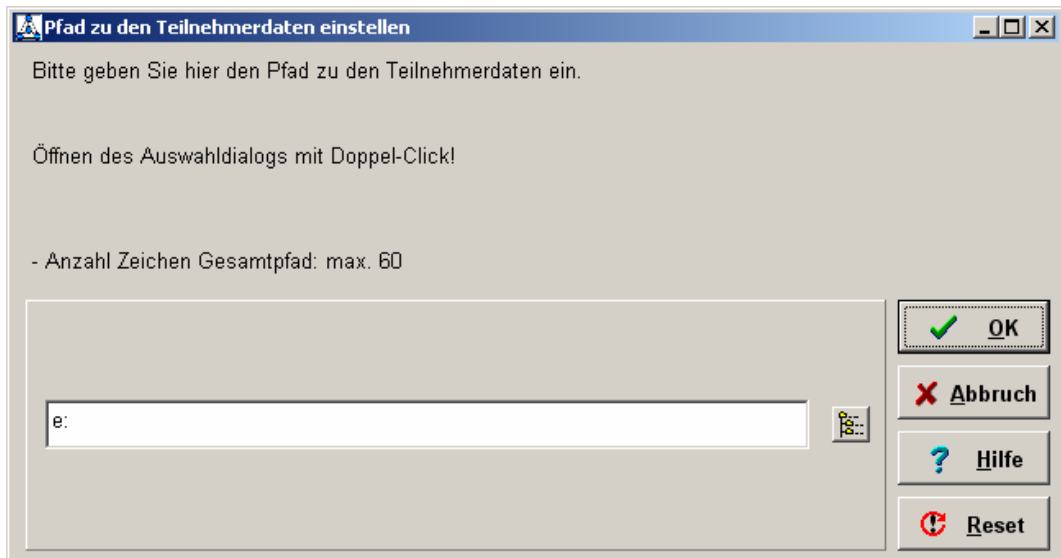 Pfad zu den Teilnehmerdaten einstellen
Bitte geben Sie hier den Pfad zu den Teilnehmerdaten ein.
Öffnen des Auswahldialogs mit Doppel-Click!
- Anzahl Zeichen Gesamtpfad: max. 60
OK
Abbruch
e:
Hilfe
Reset